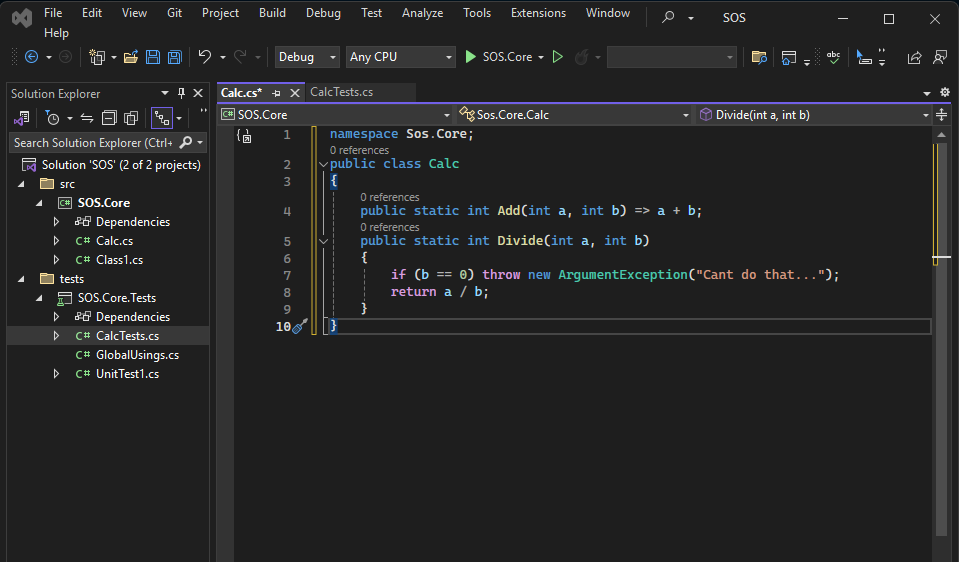 File Edit View Git Project Build Debug Test Analyze Tools Extensions Window SOS
Help
Debug Any CPU SOS.Core
Solution Explorer
Search Solution Explorer (Ctrl+
Solution 'SOS' (2 of 2 projects)
src
SOS.Core
Dependencies
Calc.cs
Class1.cs
tests
SOS.Core.Tests
Dependencies
CalcTests.cs
GlobalUsings.cs
UnitTest1.cs
Calc.cs* CalcTests.cs
SOS.Core Sos.Core.Calc Divide(int a, int b)
1 namespace Sos.Core;
0 references
2 public class Calc
3 {
0 references
4 public static int Add(int a, int b) => a + b;
0 references
5 public static int Divide(int a, int b)
6 {
7 if (b == 0) throw new ArgumentException("Cant do that...");
8 return a / b;
9 }
10 }